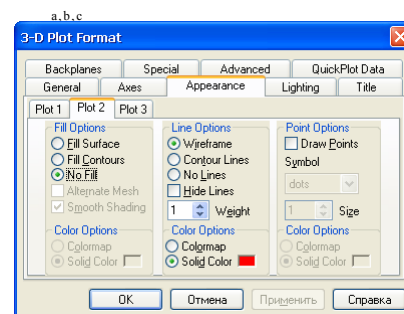 a,b,c
3-D Plot Format
Backplanes Special Advanced QuickPlot Data
General Axes Appearance Lighting Title
Plot 1 Plot 2 Plot 3
Fill Options Line Options Point Options
Fill Surface Wireframe Draw Points
Fill Contours Contour Lines Symbol
No Fill No Lines
Alternate Mesh Hide Lines dots
Smooth Shading 1 Weight 1 Size
Color Options Color Options Color Options
Colormap Colormap Colormap
Solid Color Solid Color Solid Color
OK Отмена Применить Справка